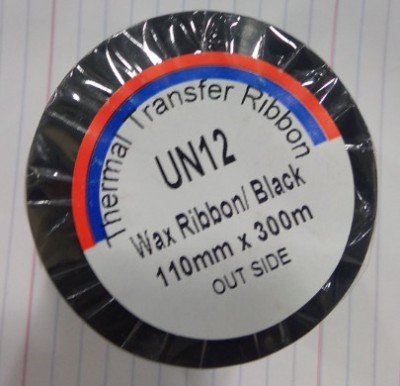 Thermal Transfer Ribbon
UN12
Wax Ribbon/ Black
110mm x 300m
OUT SIDE